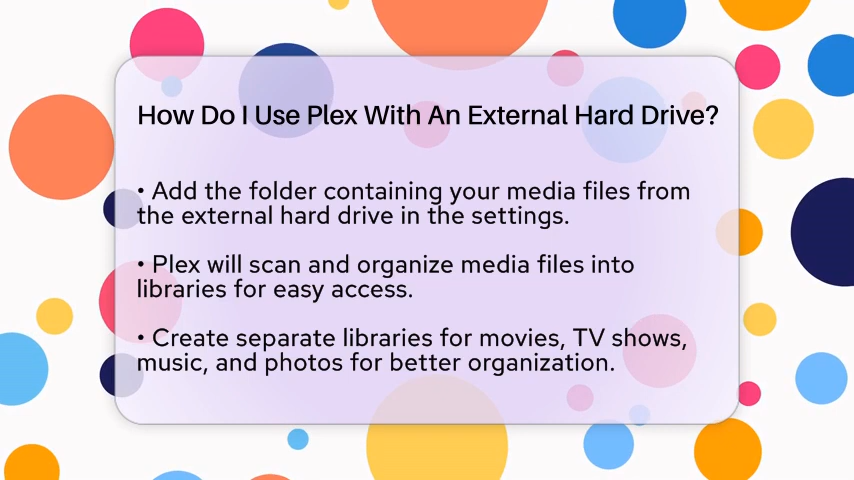 How Do I Use Plex With An External Hard Drive?
• Add the folder containing your media files from
the external hard drive in the settings.
• Plex will scan and organize media files into
libraries for easy access.
• Create separate libraries for movies, TV shows,
music, and photos for better organization.